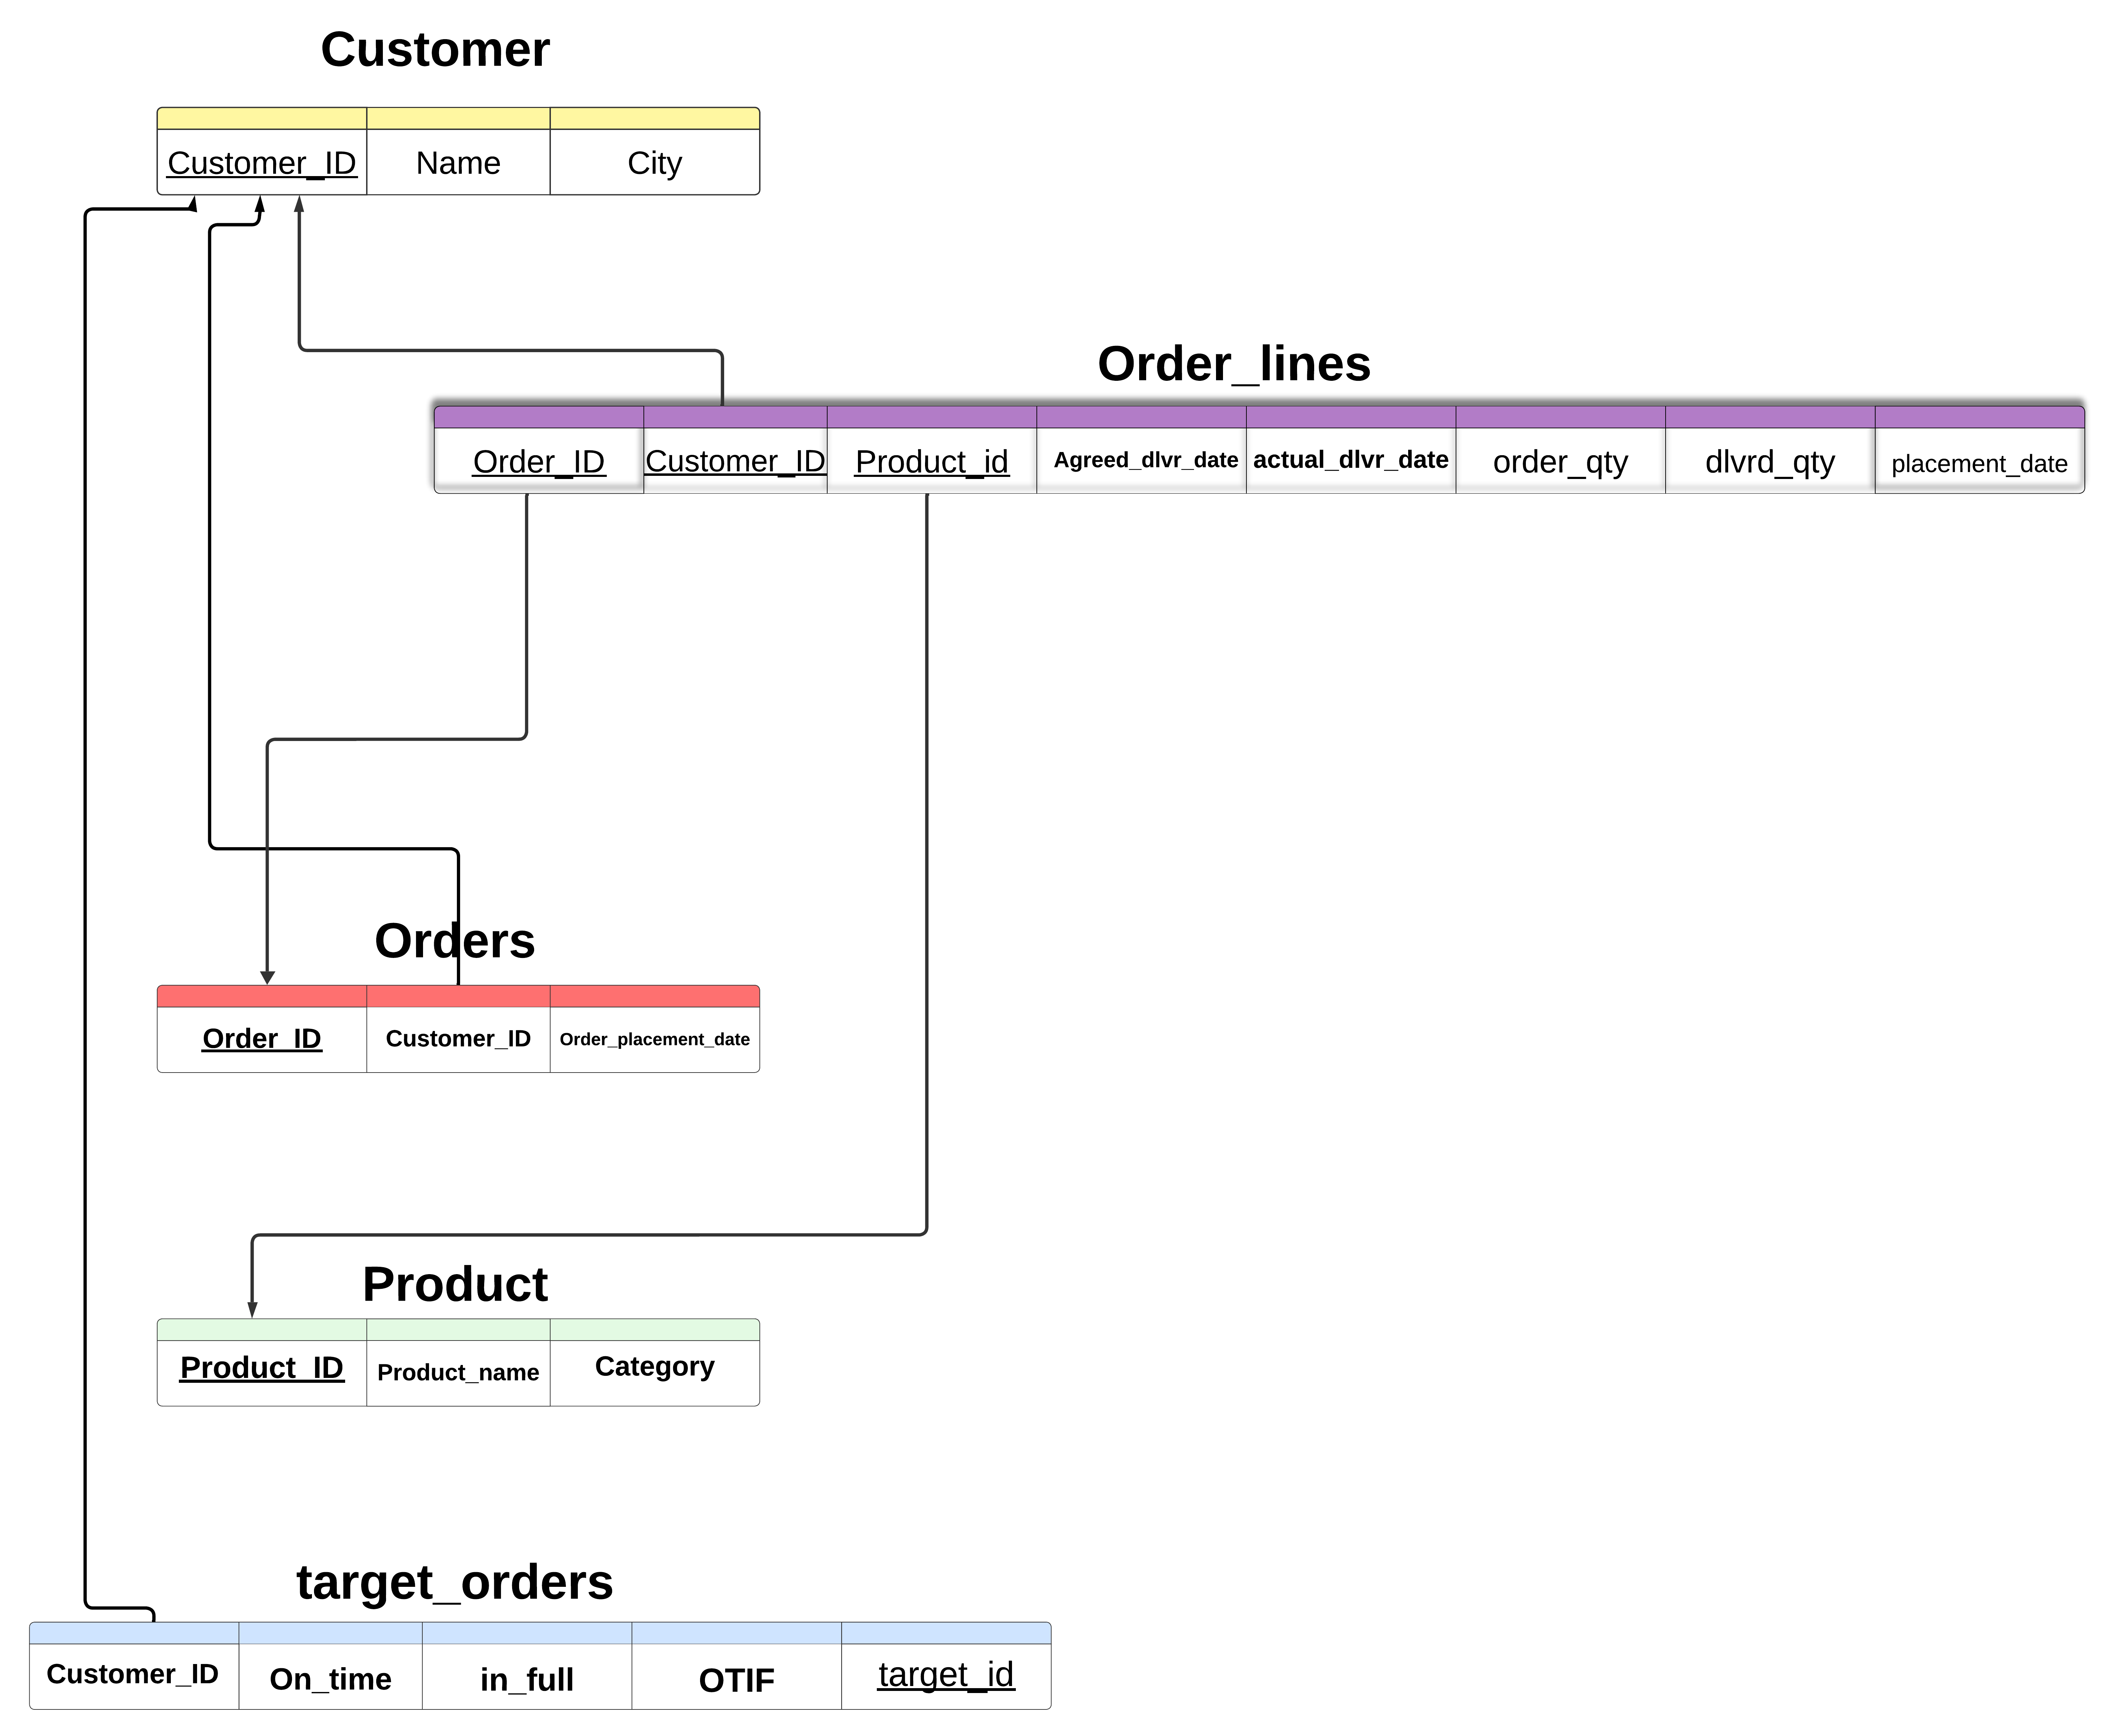 Customer
Customer_ID Name City
Order_lines
Order_ID Customer_ID Product_id Agreed_dlvr_date actual_dlvr_date order_qty dlvrd_qty placement_date
Orders
Order_ID Customer_ID Order_placement_date
Product
Product_ID Product_name Category
target_orders
Customer_ID On_time in_full OTIF target_id